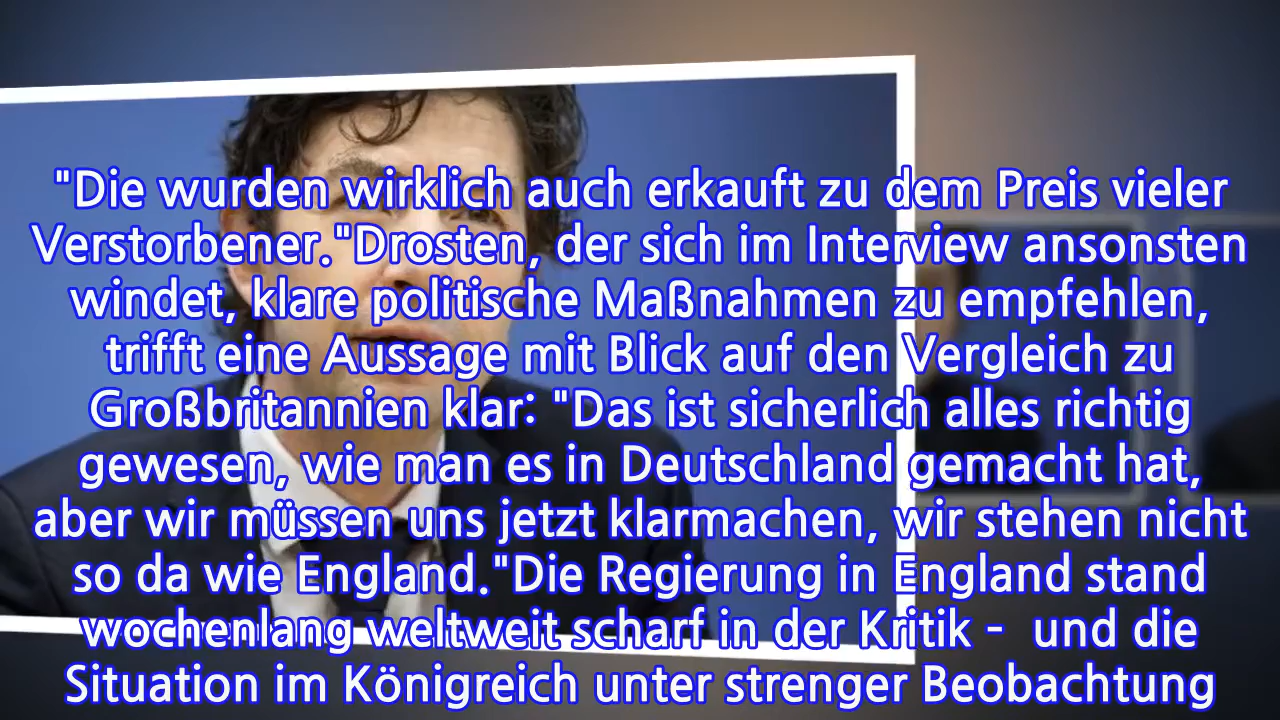 "Die wurden wirklich auch erkauft zu dem Preis vieler
Verstorbener."Drosten, der sich im Interview ansonsten
windet, klare politische Maßnahmen zu empfehlen,
trifft eine Aussage mit Blick auf den Vergleich zu
Großbritannien klar: "Das ist sicherlich alles richtig
gewesen, wie man es in Deutschland gemacht hat,
aber wir müssen uns jetzt klarmachen, wir stehen nicht
so da wie England."Die Regierung in England stand
wochenlang weltweit scharf in der Kritik - und die
Situation im Königreich unter strenger Beobachtung